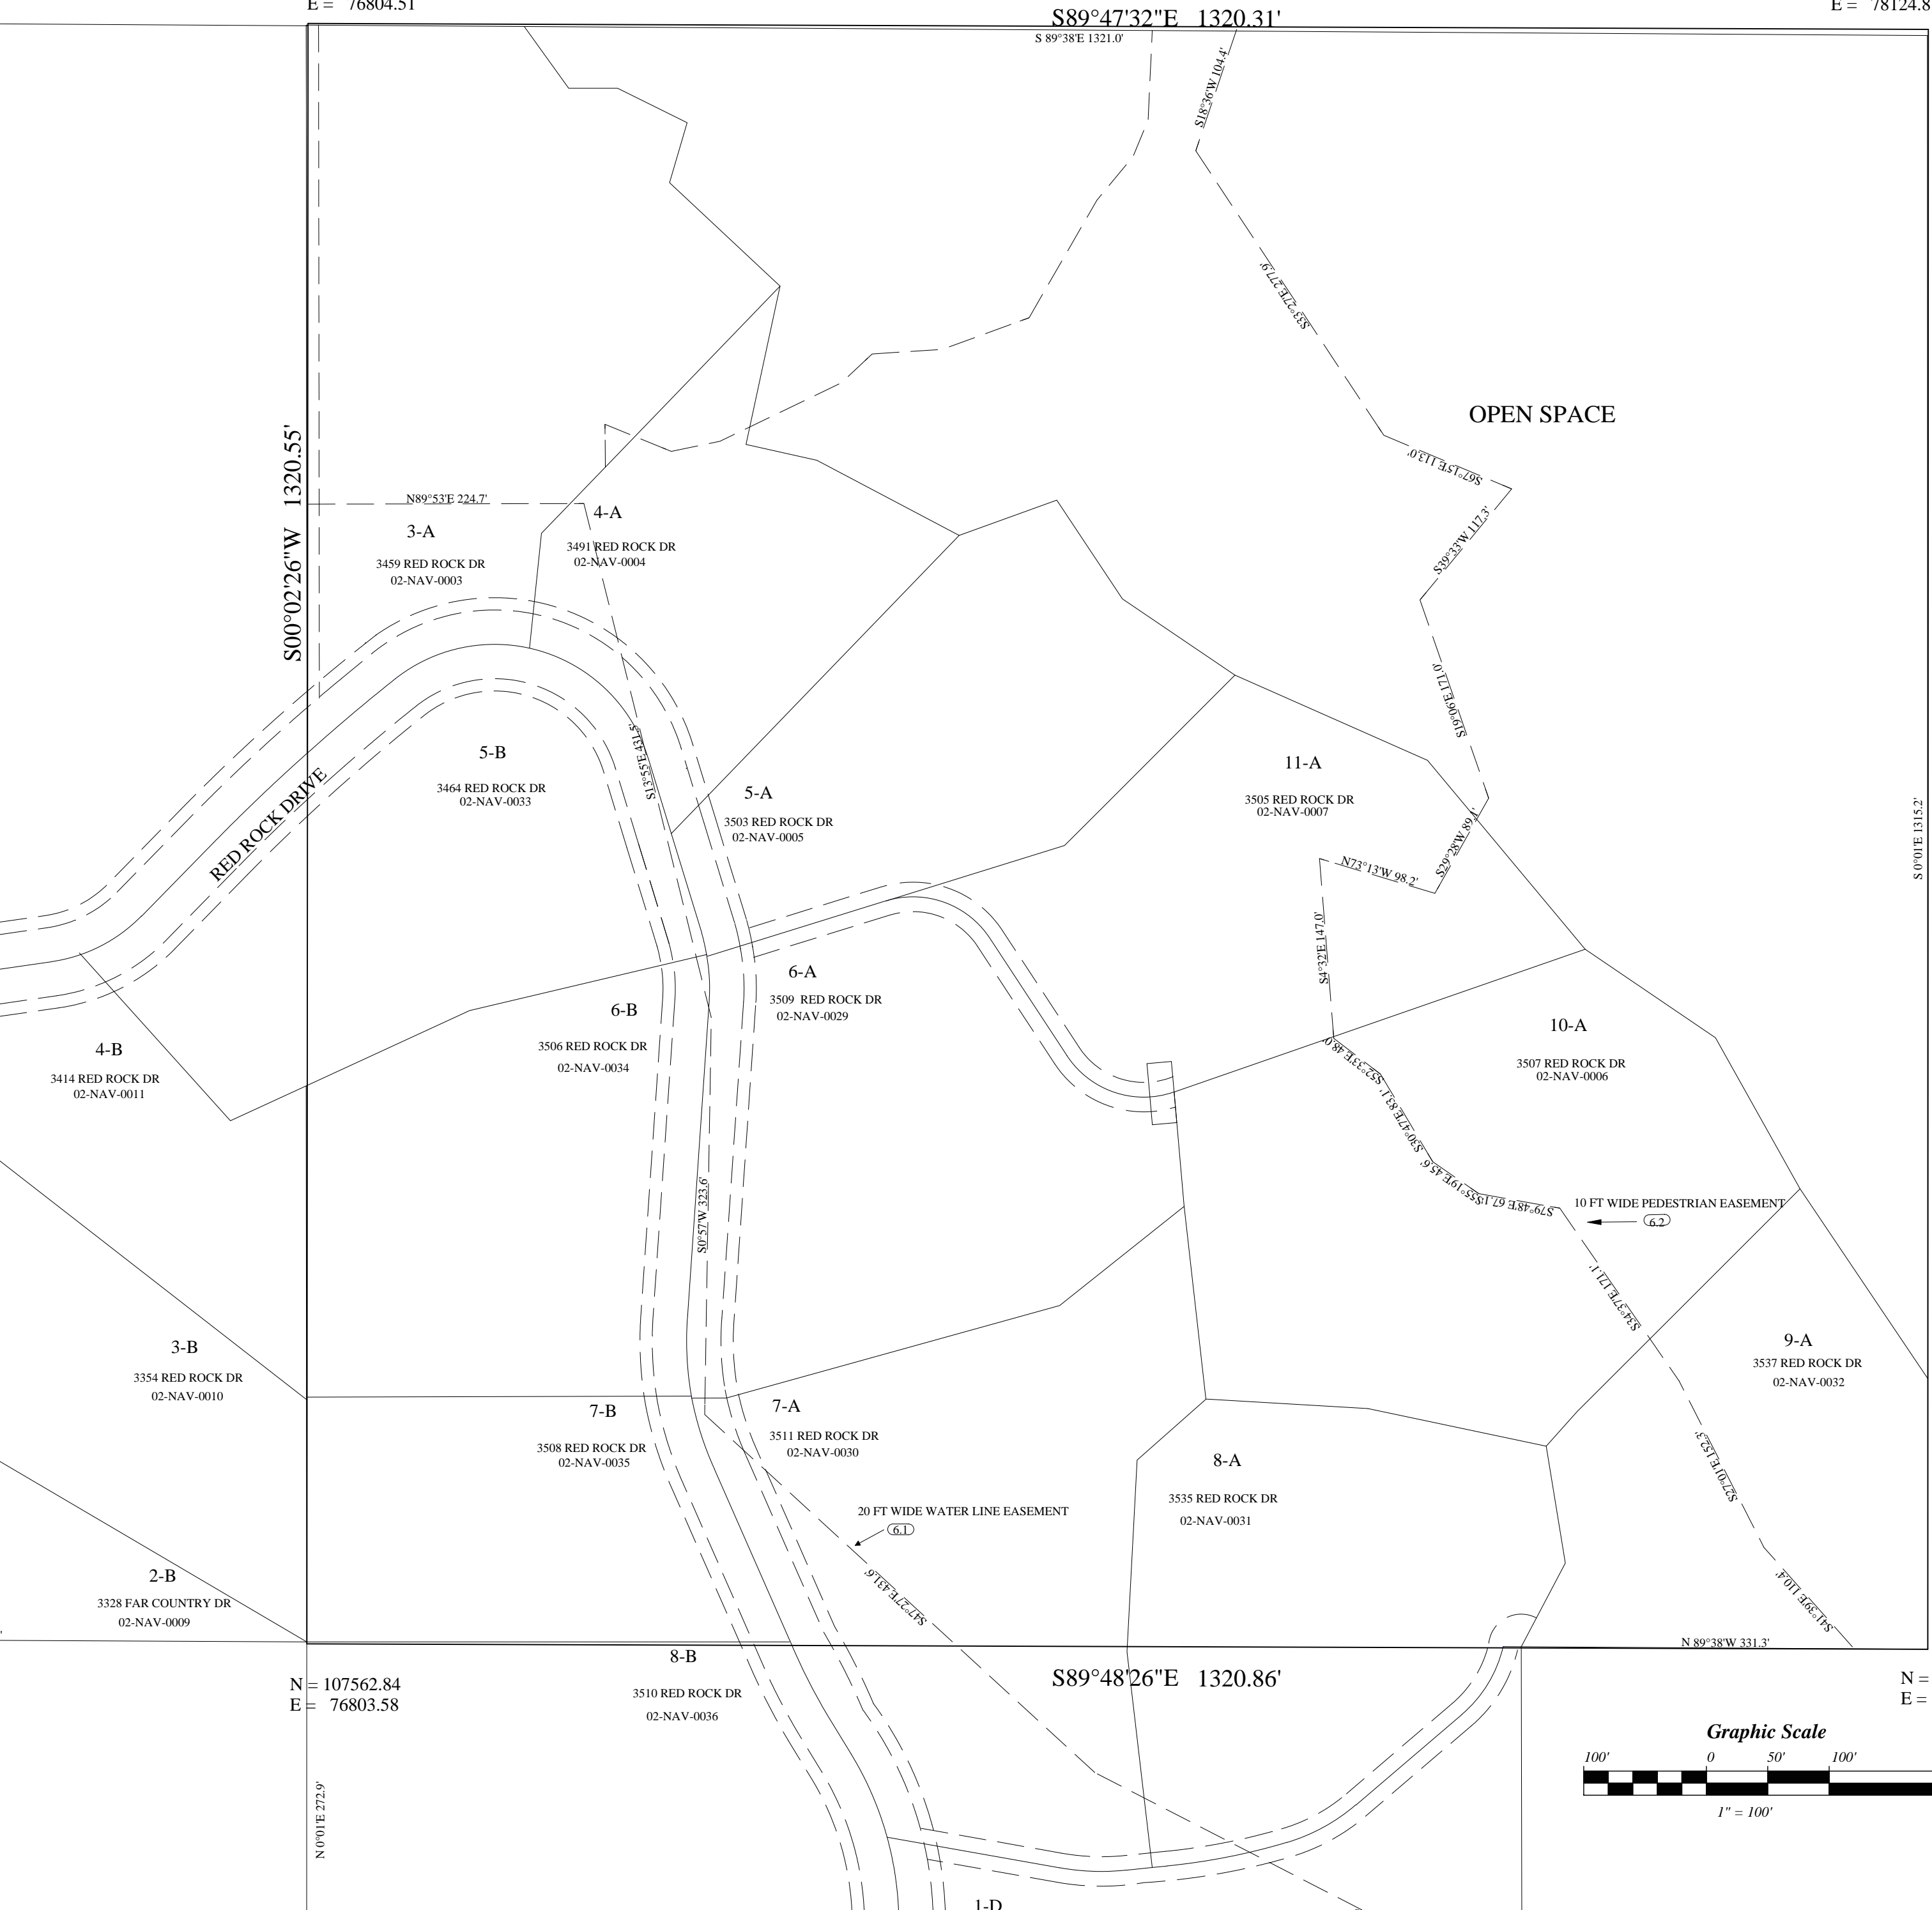 E = 76804.51
S89°47'32"E 1320.31'
E = 78124.8
S 89°38'E 1321.0'
S18°36'W 104.4'
S33°27'E 277.9'
OPEN SPACE
S67°15'E 113.0'
S00°02'26"W 1320.55'
N89°53'E 224.7'
3-A
3459 RED ROCK DR
02-NAV-0003
4-A
3491 RED ROCK DR
02-NAV-0004
S39°33'W 117.3'
S19°06'E 171.0'
5-B
3464 RED ROCK DR
02-NAV-0033
S13°55'E 431.5'
5-A
3503 RED ROCK DR
02-NAV-0005
11-A
3505 RED ROCK DR
02-NAV-0007
S 0°01'E 1315.2'
RED ROCK DRIVE
S29°28'W 89.1'
N73°13'W 98.2'
S4°32'E 147.0'
6-A
3509 RED ROCK DR
02-NAV-0029
6-B
3506 RED ROCK DR
02-NAV-0034
4-B
3414 RED ROCK DR
02-NAV-0011
10-A
3507 RED ROCK DR
02-NAV-0006
S52°33'E 48.0'
S30°47'E 83.1'
S55°19'E 45.6'
S79°48'E 67.1'
10 FT WIDE PEDESTRIAN EASEMENT
6.2
S0°57'W 323.6'
S34°37'E 171.1'
3-B
3354 RED ROCK DR
02-NAV-0010
9-A
3537 RED ROCK DR
02-NAV-0032
7-B
3508 RED ROCK DR
02-NAV-0035
7-A
3511 RED ROCK DR
02-NAV-0030
8-A
3535 RED ROCK DR
02-NAV-0031
S27°01'E 152.3'
20 FT WIDE WATER LINE EASEMENT
6.1
S47°27'E 431.6'
2-B
3328 FAR COUNTRY DR
02-NAV-0009
S41°39'E 110.4'
N 89°38'W 331.3'
8-B
3510 RED ROCK DR
02-NAV-0036
N = 107562.84
E = 76803.58
S89°48'26"E 1320.86'
N =
E =
N 0°01'E 272.9'
Graphic Scale
100' 0 50' 100'
1" = 100'
1-D